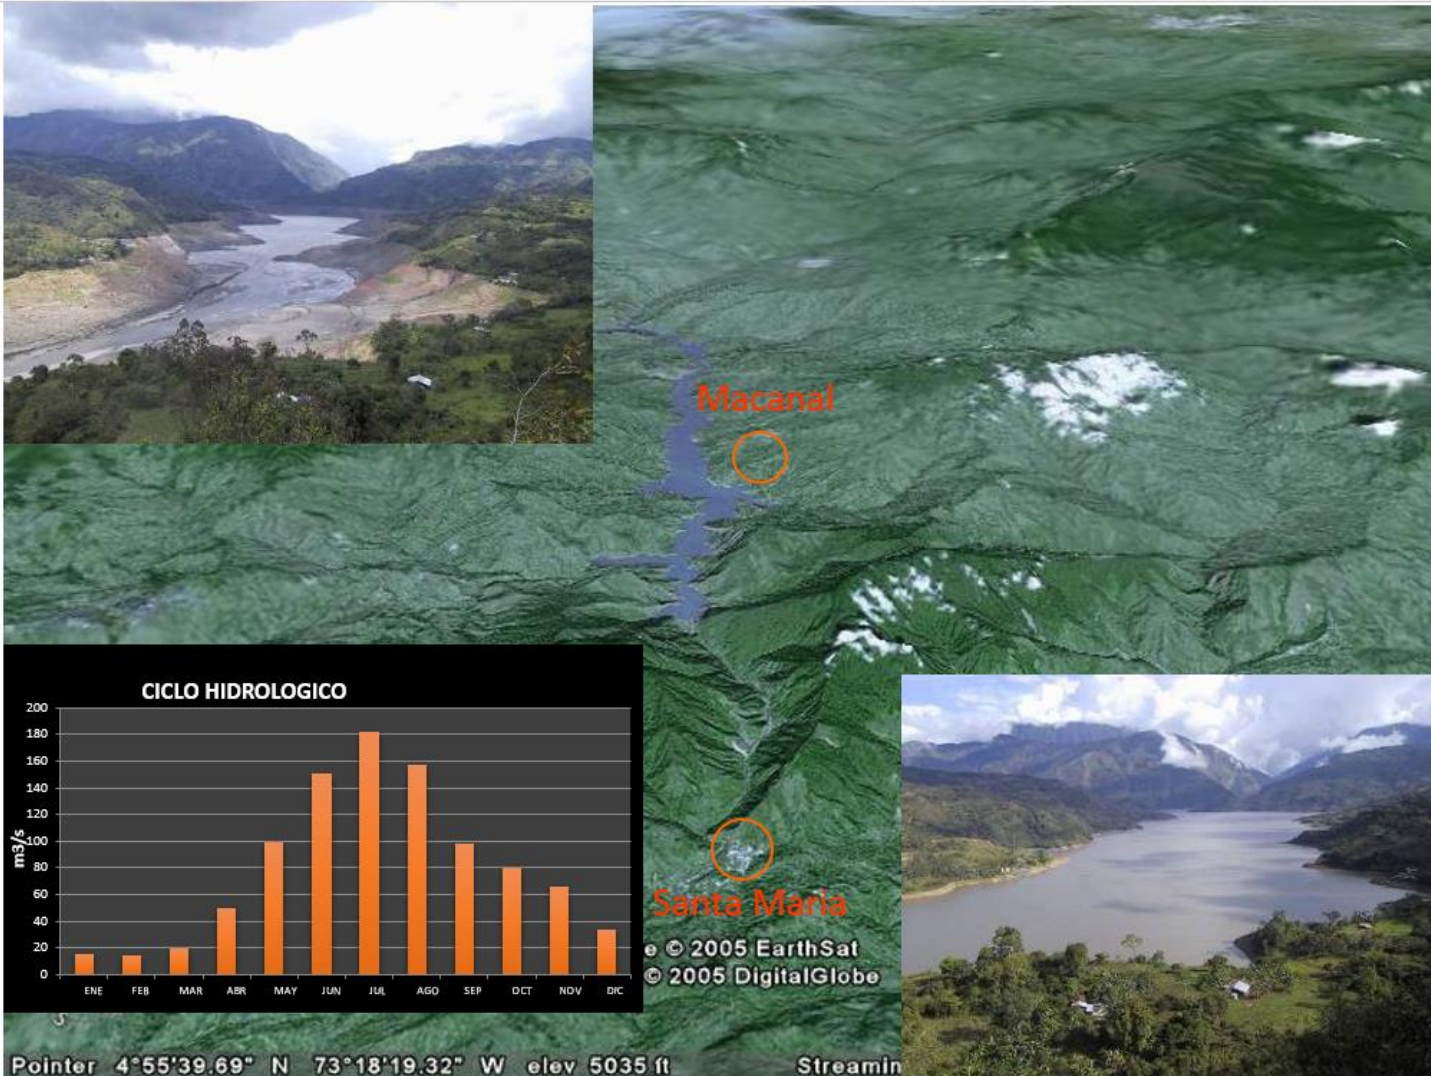 Macanal
CICLO HIDROLOGICO
200
180
160
140
120
100
80
60
40
20
0
m3/s
ENE FEB MAR ABR MAY JUN JUL AGO SEP OCT NOV DIC
Santa Maria
e © 2005 EarthSat
© 2005 DigitalGlobe
Pointer 4°55'39.69" N 73°18'19.32" W elev 5035 ft Streamin